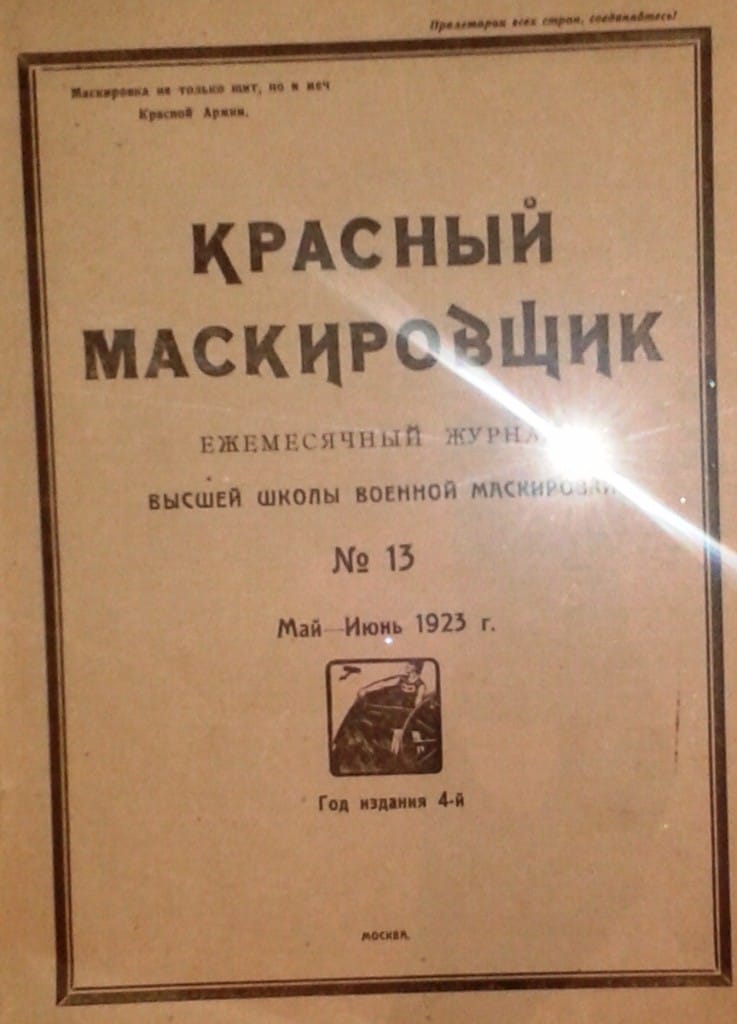 Пролетарии всех стран, соединяйтесь!
Маскировка не только щит, но и меч
Красной Армии.
КРАСНЫЙ
МАСКИРОВЩИК
ЕЖЕМЕСЯЧНЫЙ
ВЫСШЕЙ ШКОЛЫ ВОЕННОЙ МАСКИРОВКИ
№ 13
Май—Июнь 1923 г.
Год издания 4-й
МОСКВА.